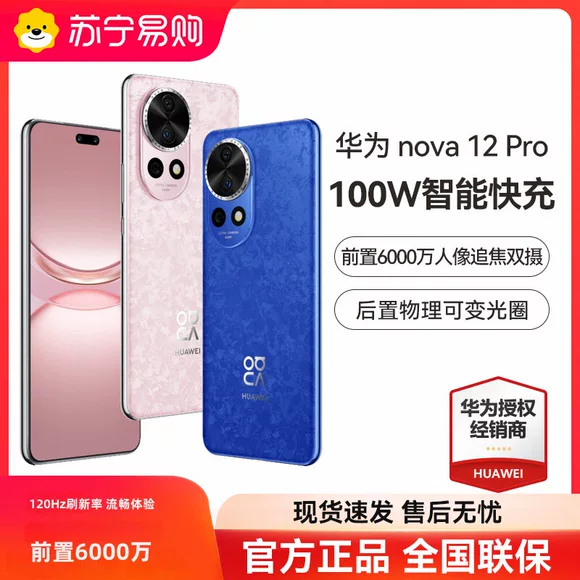 苏宁易购
华为 nova 12 Pro
100W智能快充
前置6000万人像追焦双摄
后置物理可变光圈
HUAWEI
HUAWEI
华为授权
经销商
HUAWEI
120Hz刷新率 流畅体验
前置6000万
现货速发 售后无忧
官方正品 全国联保